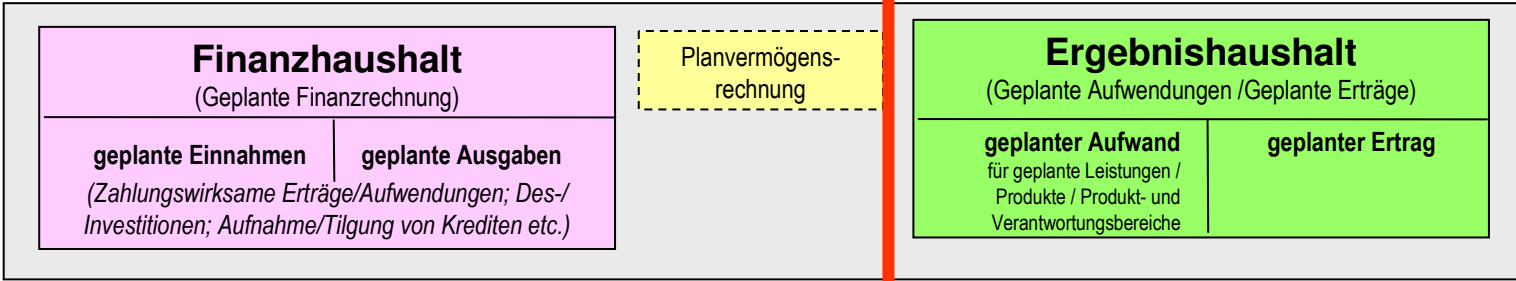 Finanzhaushalt
(Geplante Finanzrechnung)
geplante Einnahmen
geplante Ausgaben
(Zahlungswirksame Erträge/Aufwendungen; Des-/
Investitionen; Aufnahme/Tilgung von Krediten etc.)
Planvermögens-
rechnung
Ergebnishaushalt
(Geplante Aufwendungen /Geplante Erträge)
geplanter Aufwand
für geplante Leistungen /
Produkte / Produkt- und
Verantwortungsbereiche
geplanter Ertrag